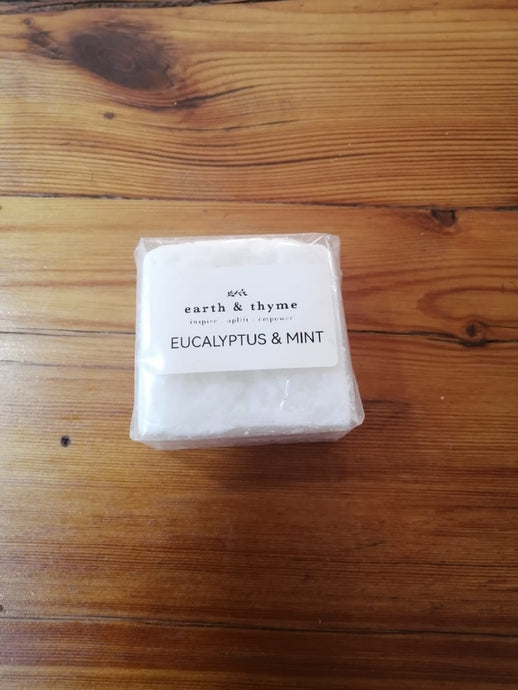 earth & thyme
inspire . uplift . empower
EUCALYPTUS & MINT